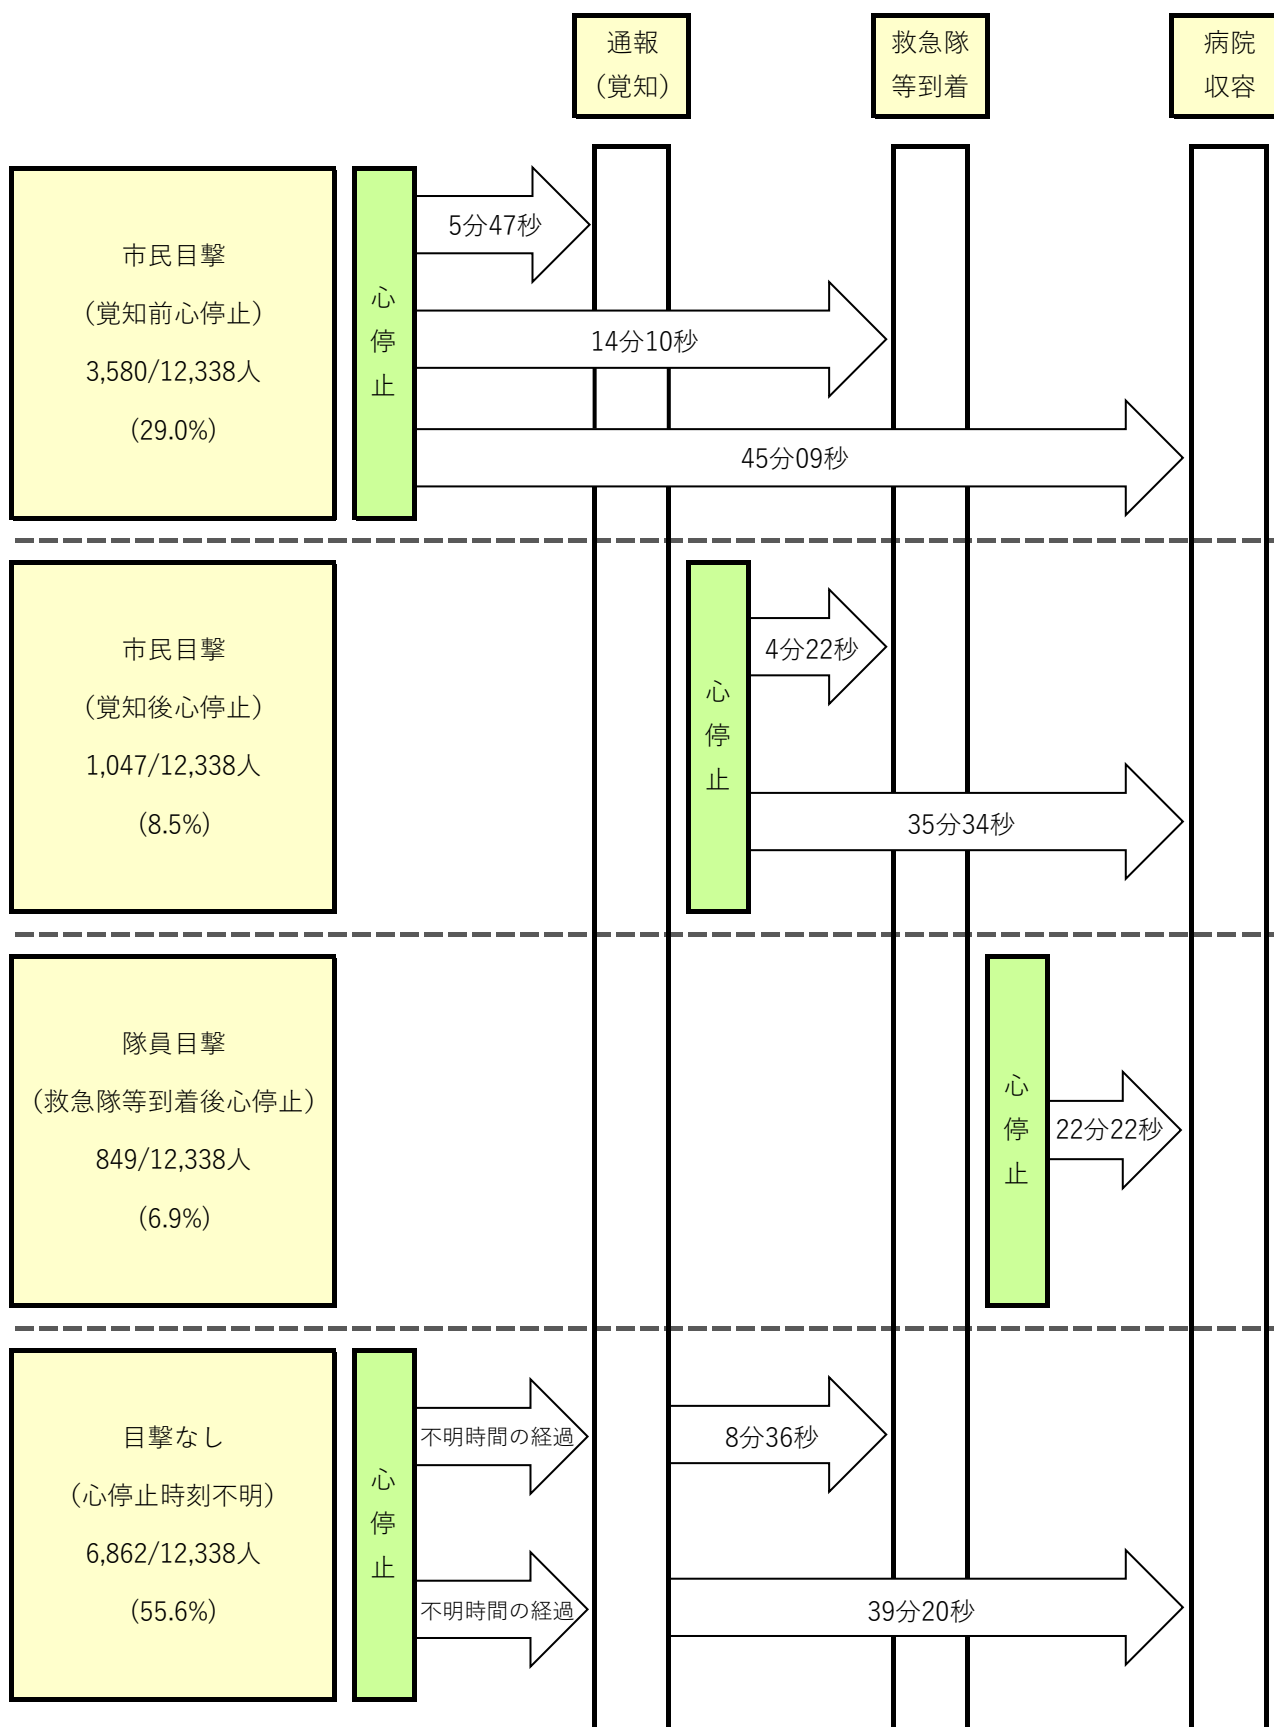 通報
（覚知）
救急隊
等到着
病院
収容
市民目撃
（覚知前心停止）
3,580/12,338人
(29.0%)
心
停
止
5分47秒
14分10秒
45分09秒
市民目撃
（覚知後心停止）
1,047/12,338人
(8.5%)
心
停
止
4分22秒
35分34秒
隊員目撃
（救急隊等到着後心停止）
849/12,338人
(6.9%)
心
停
止
22分22秒
目撃なし
（心停止時刻不明）
6,862/12,338人
(55.6%)
心
停
止
不明時間の経過
8分36秒
不明時間の経過
39分20秒